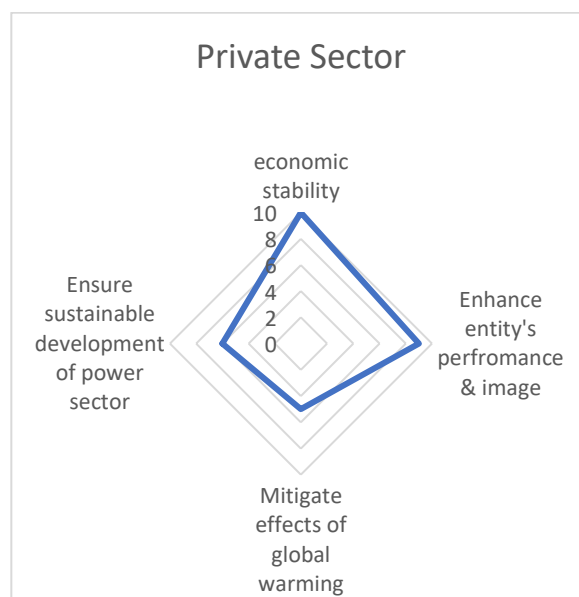 Private Sector
economic
stability
10
8
6
4
2
0
Enhance
entity's
perfromance
& image
Mitigate
effects of
global
warming
Ensure
sustainable
development
of power
sector